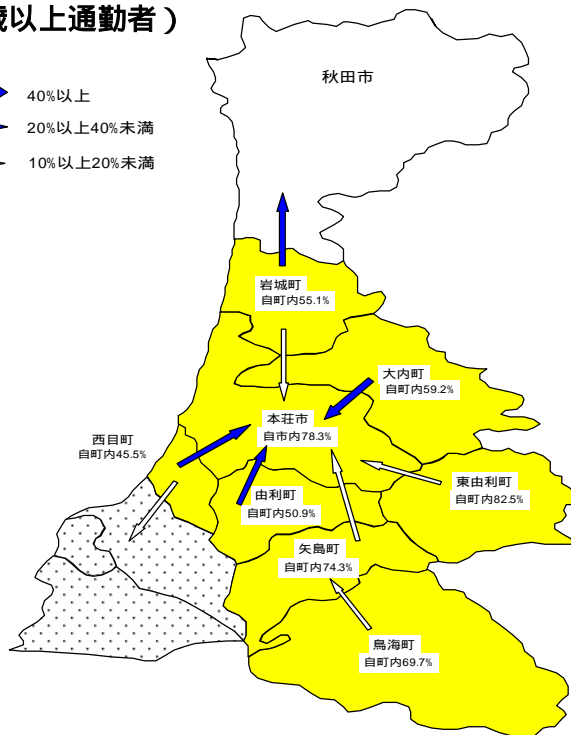 歳以上通勤者）
40%以上
20%以上40%未満
10%以上20%未満
秋田市
岩城町
自町内55.1%
大内町
自町内59.2%
本荘市
自市内78.3%
西目町
自町内45.5%
東由利町
自町内82.5%
由利町
自町内50.9%
矢島町
自町内74.3%
鳥海町
自町内69.7%